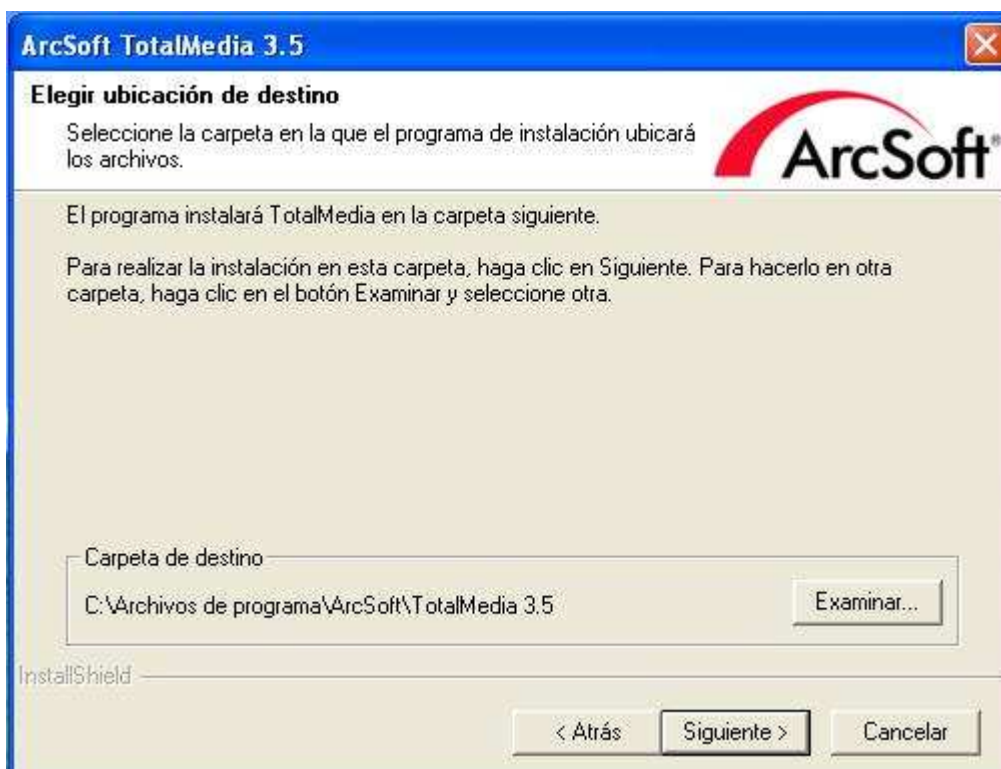 ArcSoft TotalMedia 3.5
Elegir ubicación de destino
Seleccione la carpeta en la que el programa de instalación ubicará
los archivos.
ArcSoft®
El programa instalará TotalMedia en la carpeta siguiente.
Para realizar la instalación en esta carpeta, haga clic en Siguiente. Para hacerlo en otra
carpeta, haga clic en el botón Examinar y seleccione otra.
Carpeta de destino
C:\Archivos de programa\ArcSoft\TotalMedia 3.5
Examinar...
InstallShield
< Atrás
Siguiente >
Cancelar